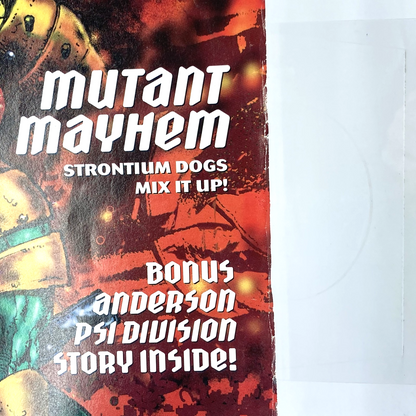 mutant
mayhem
STRONTIUM DOGS
MIX IT UP!
BONUS
anderson
PSI DIVISION
STORY INSIDE!